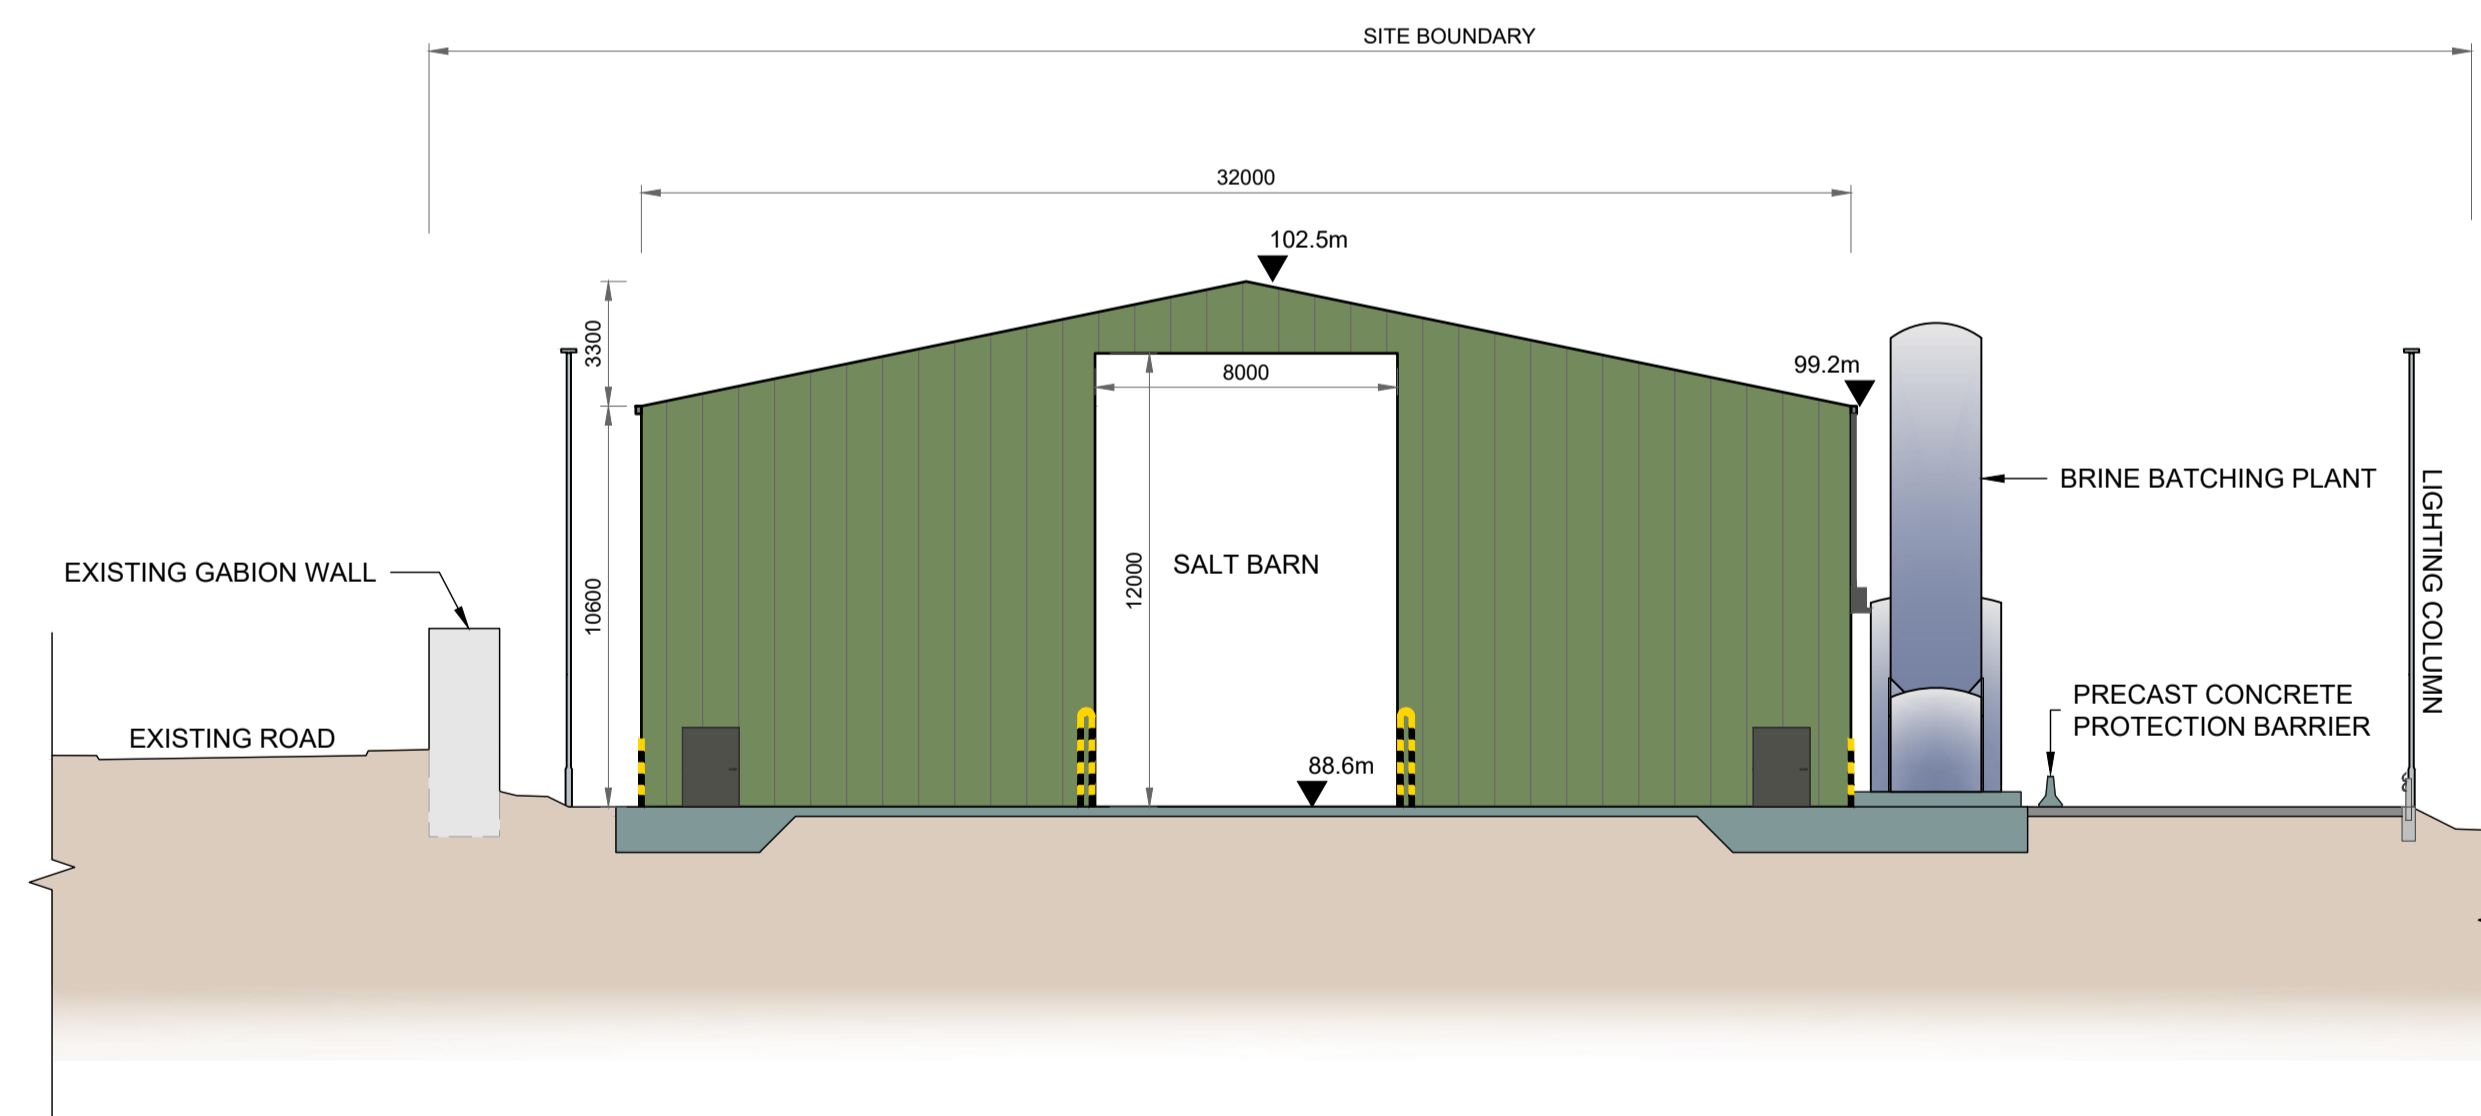 SITE BOUNDARY
32000
102.5m
3300
99.2m
8000
BRINE BATCHING PLANT
LIGHTING COLUMN
EXISTING GABION WALL
10600
12000
SALT BARN
PRECAST CONCRETE
PROTECTION BARRIER
EXISTING ROAD
88.6m